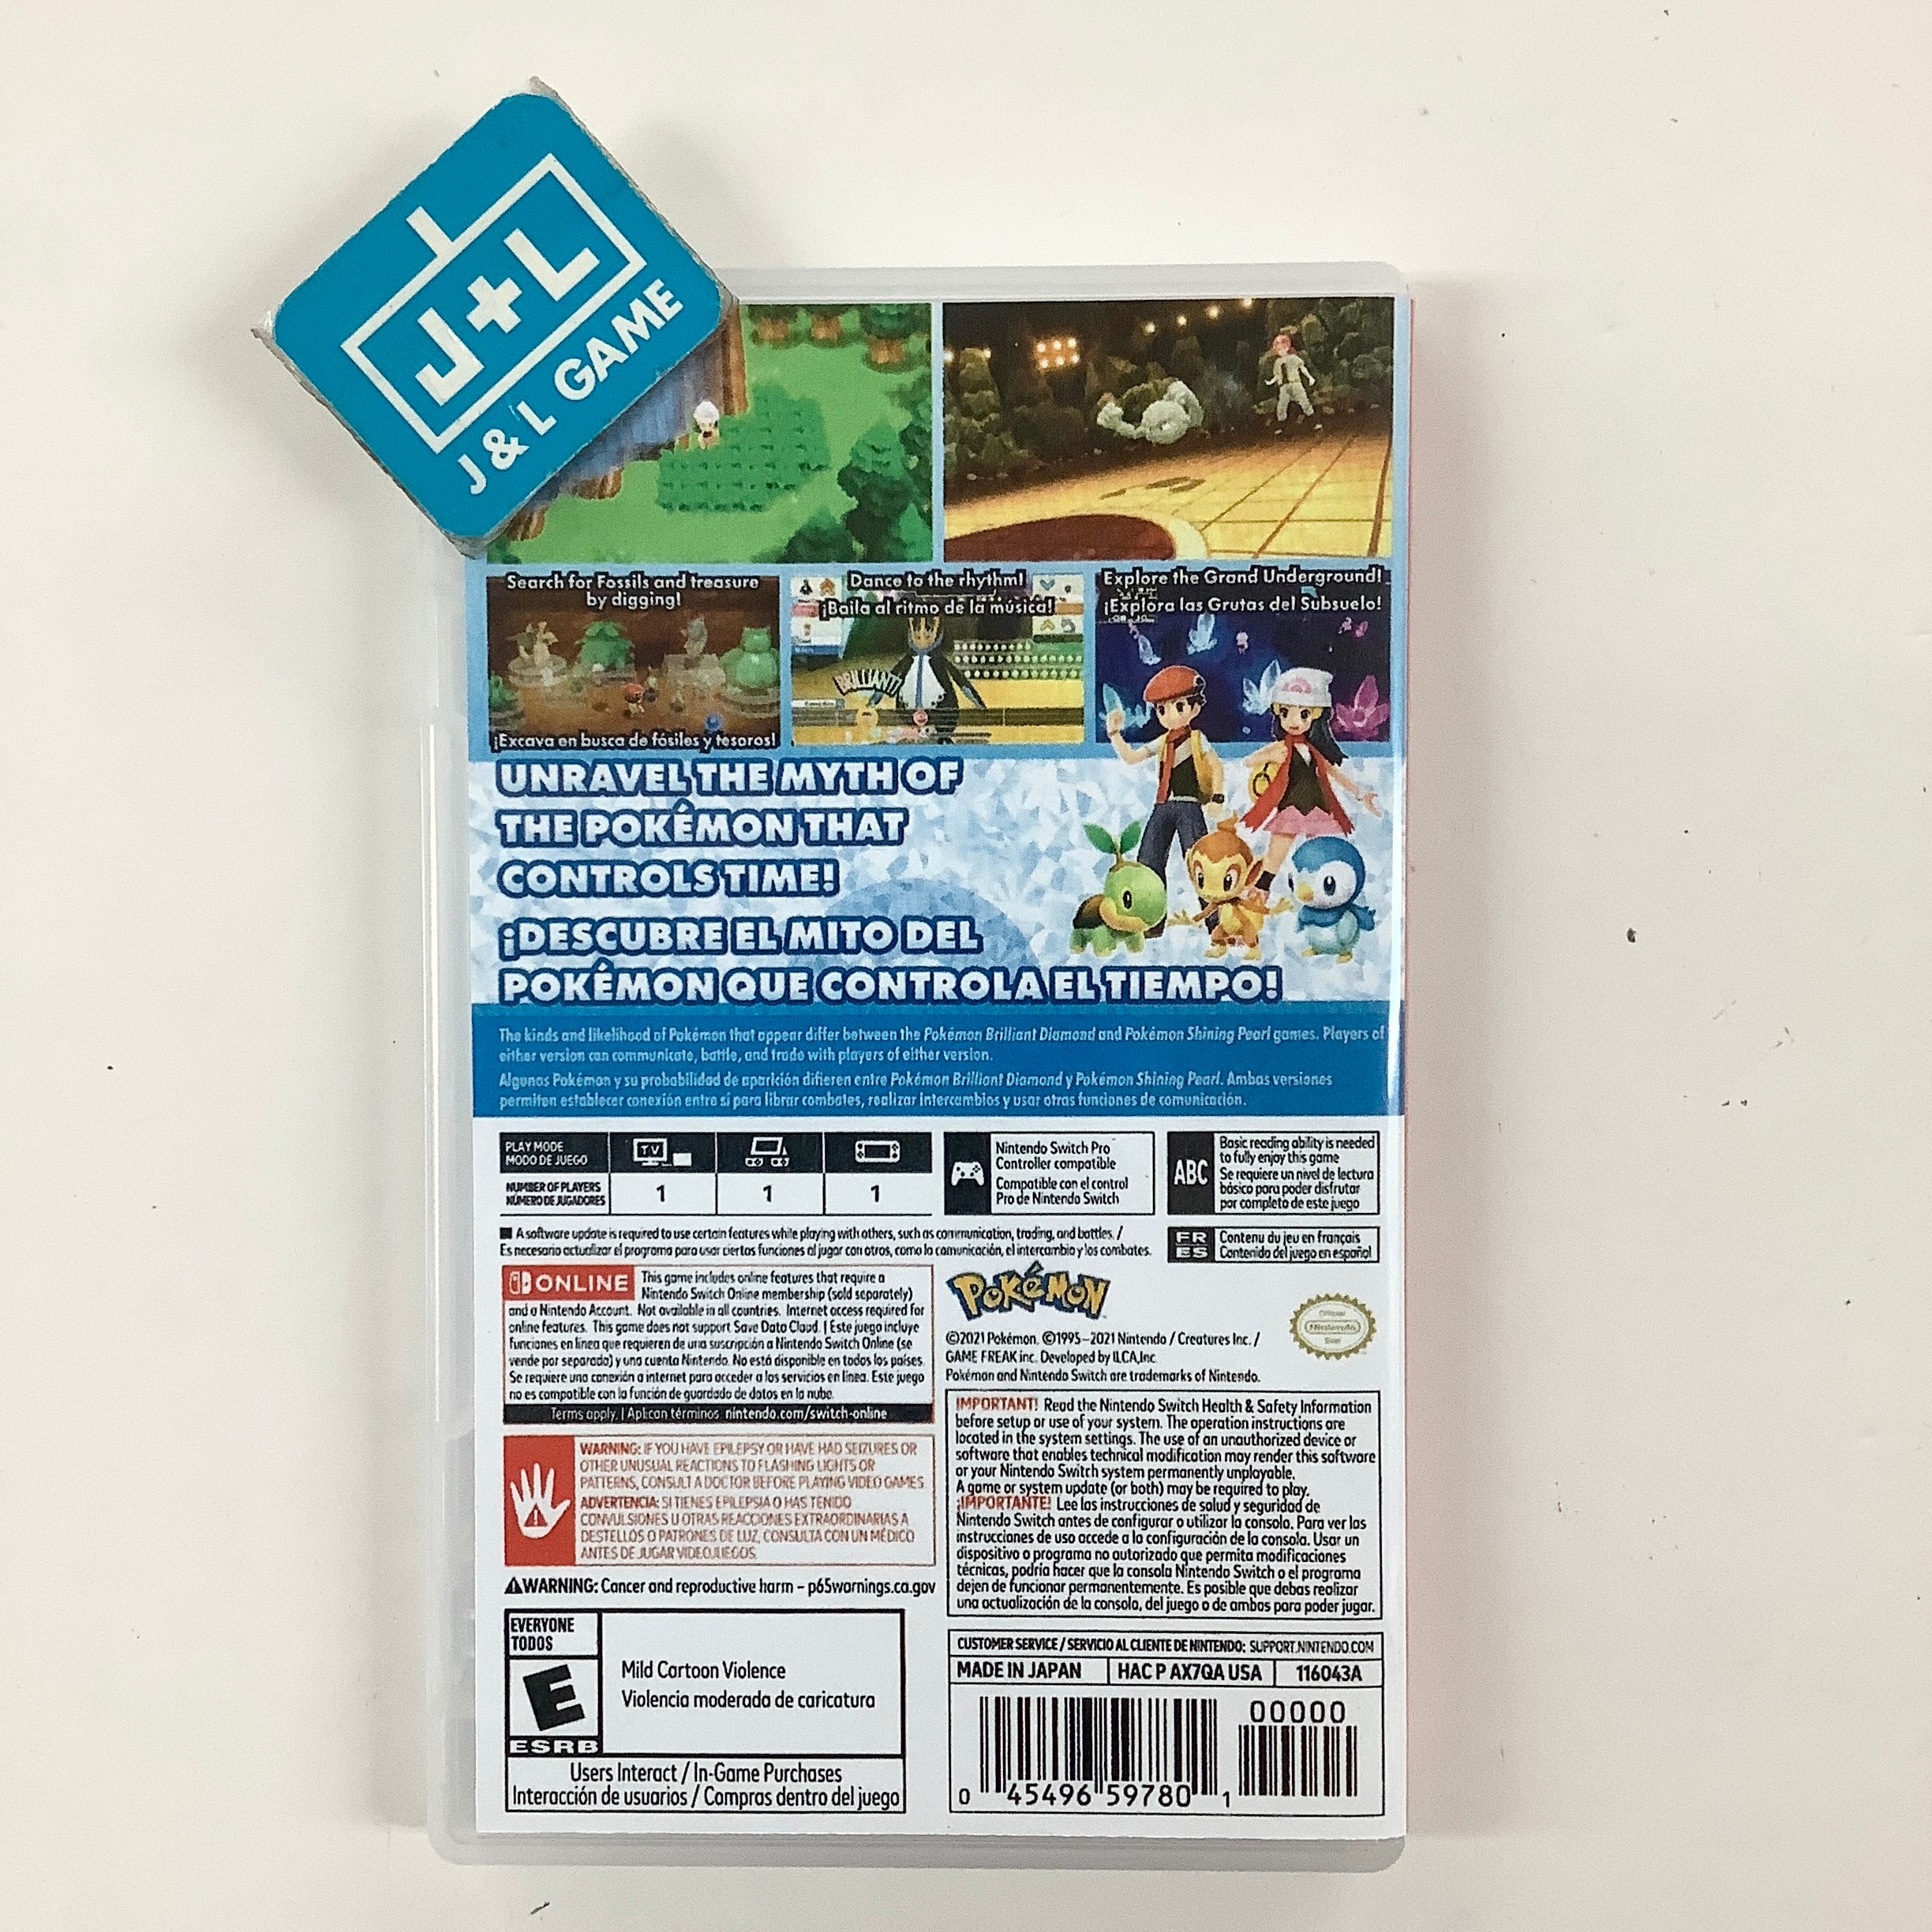 J+L
J & L GAME
Search for Fossils and treasure
by digging!
¡Excava en busca de fósiles y tesoros!
Dance to the rhythm!
¡Baila al ritmo de la música!
BRILLIANT!
Explore the Grand Underground!
¡Explora las Grutas del Subsuelo!
UNRAVEL THE MYTH OF
THE POKÉMON THAT
CONTROLS TIME!
¡DESCUBRE EL MITO DEL
POKÉMON QUE CONTROLA EL TIEMPO!
The kinds and likelihood of Pokémon that appear differ between the Pokémon Brilliant Diamond and Pokémon Shining Pearl games. Players of
either version can communicate, battle, and trade with players of either version.
Algunos Pokémon y su probabilidad de aparición difieren entre Pokémon Brilliant Diamond y Pokémon Shining Pearl. Ambas versiones
permiten establecer conexión entre sí para librar combates, realizar intercambios y usar otras funciones de comunicación.
PLAY MODE
MODO DE JUEGO
TV
NUMBER OF PLAYERS
NÚMERO DE JUGADORES
1 1 1
Nintendo Switch Pro
Controller compatible
Compatible con el control
Pro de Nintendo Switch
ABC
Basic reading ability is needed
to fully enjoy this game
Se requiere un nivel de lectura
básico para poder disfrutar
por completo de este juego
■ A software update is required to use certain features while playing with others, such as communication, trading, and battles. /
Es necesario actualizar el programa para usar ciertas funciones al jugar con otros, como la comunicación, el intercambio y los combates.
FR Contenu du jeu en français
ES Contenido del juego en español
ONLINE This game includes online features that require a
Nintendo Switch Online membership (sold separately)
and a Nintendo Account. Not available in all countries. Internet access required for
online features. This game does not support Save Data Cloud. | Este juego incluye
funciones en línea que requieren de una suscripción a Nintendo Switch Online (se
vende por separado) y una cuenta Nintendo. No está disponible en todos los países.
Se requiere una conexión a internet para acceder a los servicios en línea. Este juego
no es compatible con la función de guardado de datos en la nube.
Terms apply. | Aplican términos. nintendo.com/switch-online
POKéMON
©2021 Pokémon. ©1995–2021 Nintendo / Creatures Inc. /
GAME FREAK inc. Developed by ILCA,Inc.
Pokémon and Nintendo Switch are trademarks of Nintendo.
Official
Nintendo
Seal
WARNING: IF YOU HAVE EPILEPSY OR HAVE HAD SEIZURES OR
OTHER UNUSUAL REACTIONS TO FLASHING LIGHTS OR
PATTERNS, CONSULT A DOCTOR BEFORE PLAYING VIDEO GAMES.
ADVERTENCIA: SI TIENES EPILEPSIA O HAS TENIDO
CONVULSIONES U OTRAS REACCIONES EXTRAORDINARIAS A
DESTELLOS O PATRONES DE LUZ, CONSULTA CON UN MÉDICO
ANTES DE JUGAR VIDEOJUEGOS.
⚠WARNING: Cancer and reproductive harm – p65warnings.ca.gov
IMPORTANT! Read the Nintendo Switch Health & Safety Information
before setup or use of your system. The operation instructions are
located in the system settings. The use of an unauthorized device or
software that enables technical modification may render this software
or your Nintendo Switch system permanently unplayable.
A game or system update (or both) may be required to play.
¡IMPORTANTE! Lee las instrucciones de salud y seguridad de
Nintendo Switch antes de configurar o utilizar la consola. Para ver las
instrucciones de uso accede a la configuración de la consola. Usar un
dispositivo o programa no autorizado que permita modificaciones
técnicas, podría hacer que la consola Nintendo Switch o el programa
dejen de funcionar permanentemente. Es posible que debas realizar
una actualización de la consola, del juego o de ambos para poder jugar.
EVERYONE
TODOS
E
ESRB
Mild Cartoon Violence
Violencia moderada de caricatura
Users Interact / In-Game Purchases
Interacción de usuarios / Compras dentro del juego
CUSTOMER SERVICE / SERVICIO AL CLIENTE DE NINTENDO: SUPPORT.NINTENDO.COM
MADE IN JAPAN HAC P AX7QA USA 116043A
00000
0 45496 59780 1